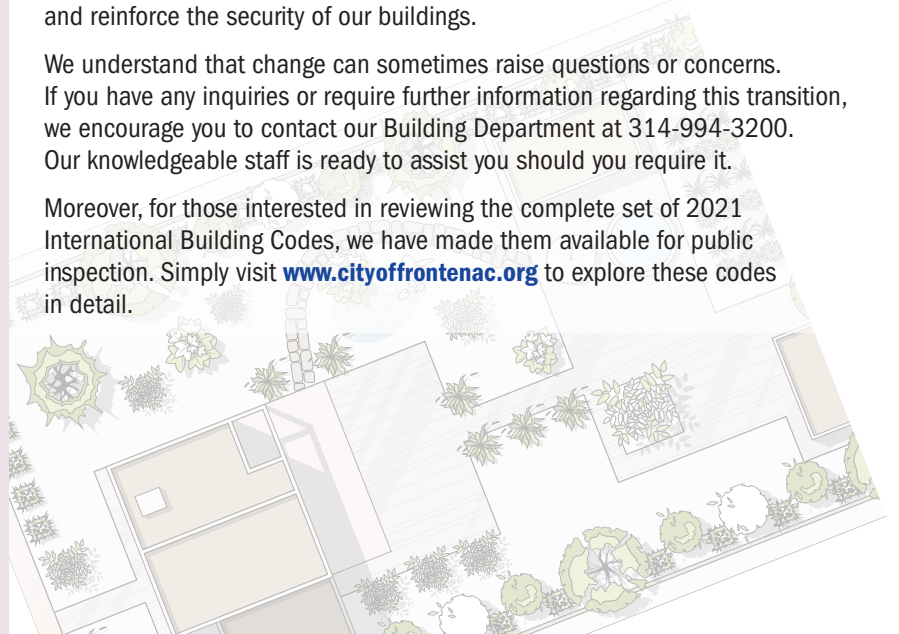 and reinforce the security of our buildings.
We understand that change can sometimes raise questions or concerns.
If you have any inquiries or require further information regarding this transition,
we encourage you to contact our Building Department at 314-994-3200.
Our knowledgeable staff is ready to assist you should you require it.
Moreover, for those interested in reviewing the complete set of 2021
International Building Codes, we have made them available for public
inspection. Simply visit www.cityoffrontenac.org to explore these codes
in detail.